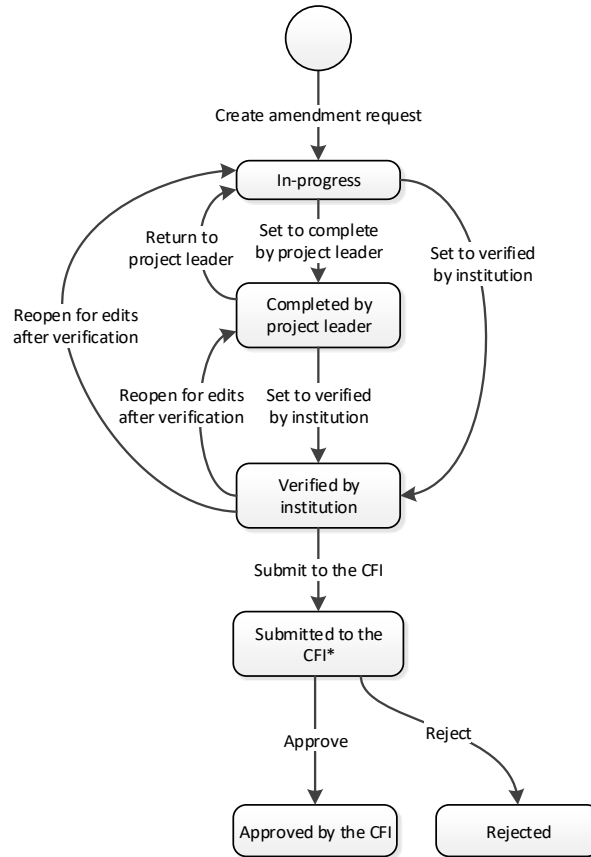 Create amendment request
In-progress
Return to
project leader
Set to complete
by project leader
Set to verified
by institution
Reopen for edits
after verification
Completed by
project leader
Reopen for edits
after verification
Set to verified
by institution
Verified by
institution
Submit to the CFI
Submitted to the
CFI*
Approve
Reject
Approved by the CFI
Rejected